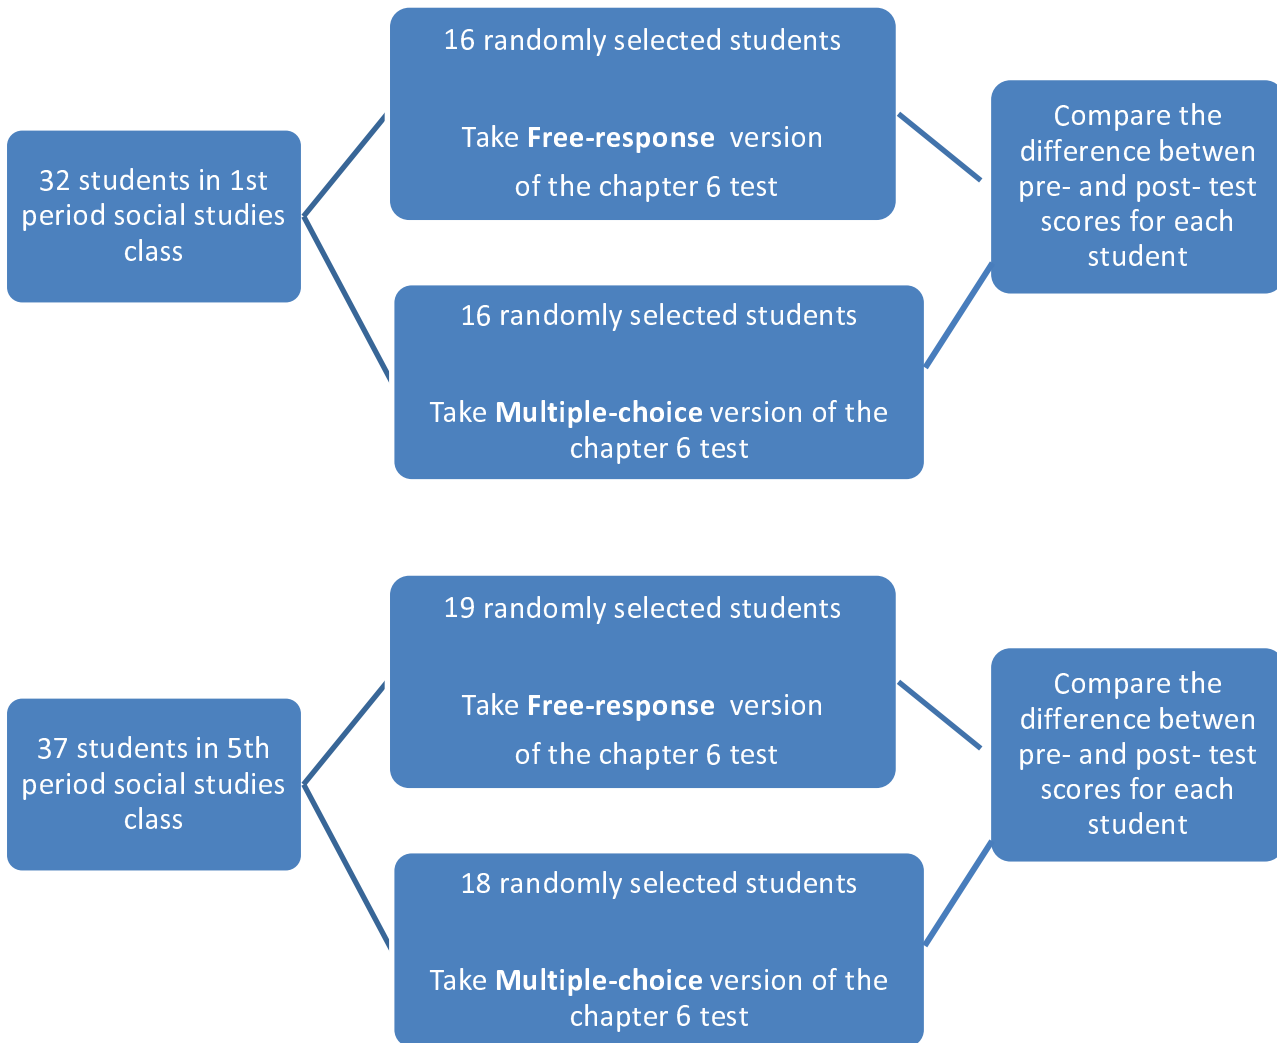 16 randomly selected students
Take Free-response version
of the chapter 6 test
32 students in 1st
period social studies
class
Compare the
difference betwen
pre- and post- test
scores for each
student
16 randomly selected students
Take Multiple-choice version of the
chapter 6 test
19 randomly selected students
Take Free-response version
of the chapter 6 test
37 students in 5th
period social studies
class
Compare the
difference betwen
pre- and post- test
scores for each
student
18 randomly selected students
Take Multiple-choice version of the
chapter 6 test